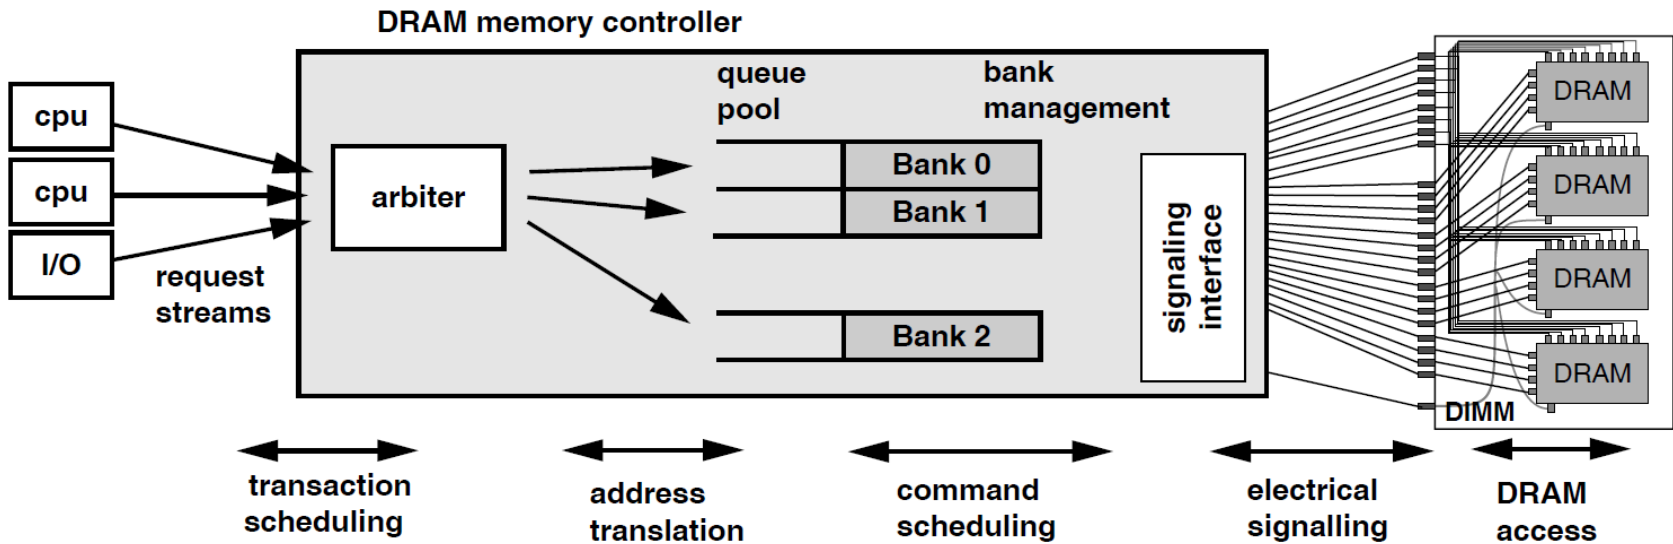 DRAM memory controller
cpu
cpu
I/O
request
streams
arbiter
queue
pool
bank
management
Bank 0
Bank 1
Bank 2
signaling
interface
DRAM
DRAM
DRAM
DRAM
DIMM
transaction
scheduling
address
translation
command
scheduling
electrical
signalling
DRAM
access